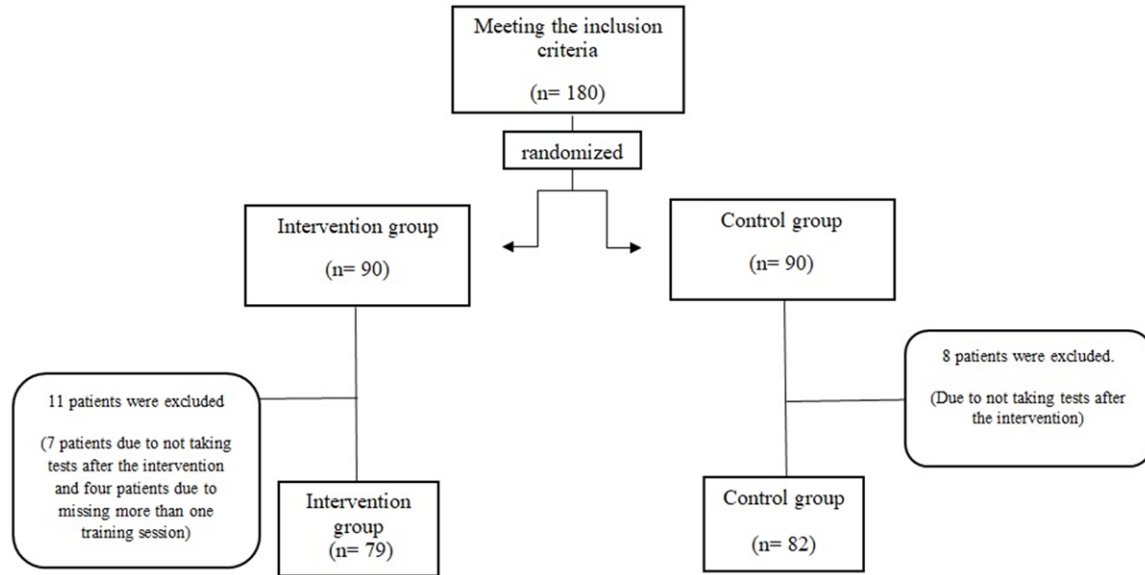 Meeting the inclusion
criteria
(n= 180)
randomized
Intervention group
(n= 90)
Control group
(n= 90)
11 patients were excluded
(7 patients due to not taking
tests after the intervention
and four patients due to
missing more than one
training session)
8 patients were excluded.
(Due to not taking tests after
the intervention)
Intervention
group
(n= 79)
Control group
(n= 82)